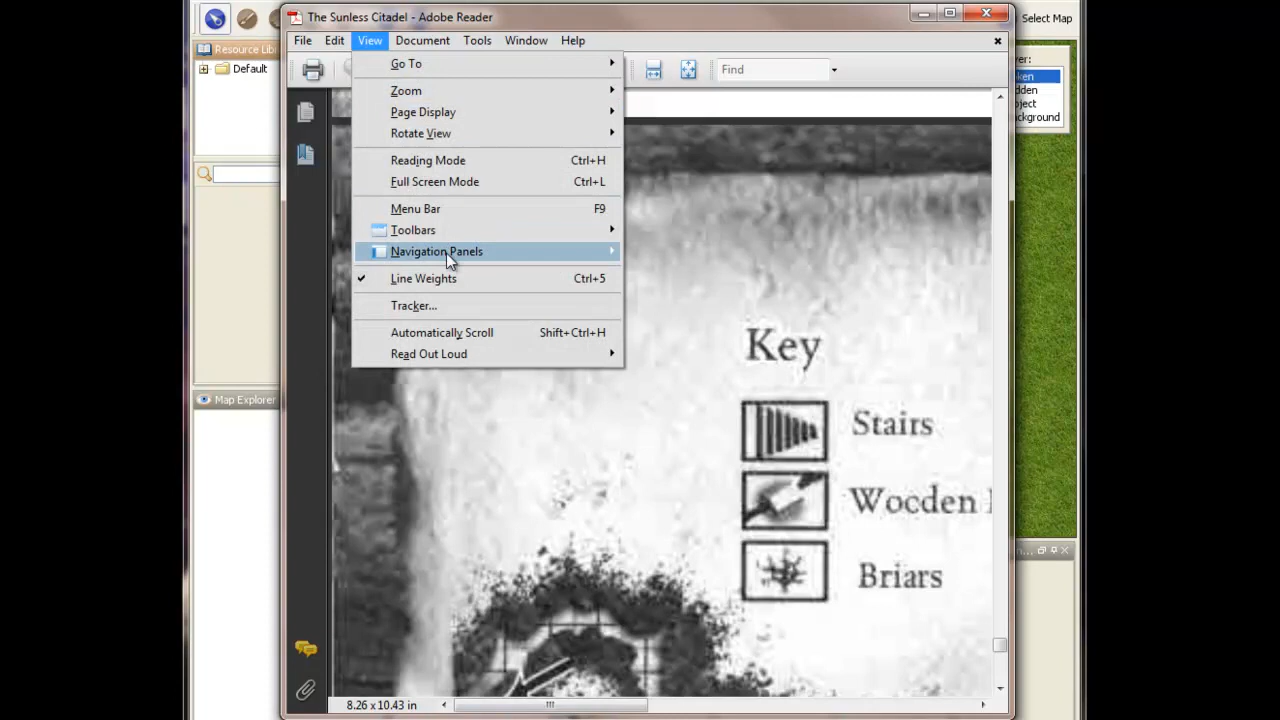 Select Map
The Sunless Citadel - Adobe Reader
File Edit View Document Tools Window Help
Resource
Default
Find
Go To
Zoom
Page Display
Rotate View
Reading Mode Ctrl+H
Full Screen Mode Ctrl+L
Menu Bar F9
Toolbars
Navigation Panels
Line Weights Ctrl+5
Tracker...
Automatically Scroll Shift+Ctrl+H
Read Out Loud
Map Explorer
Key
Stairs
Wocden
Briars
8.26 x 10.43 in